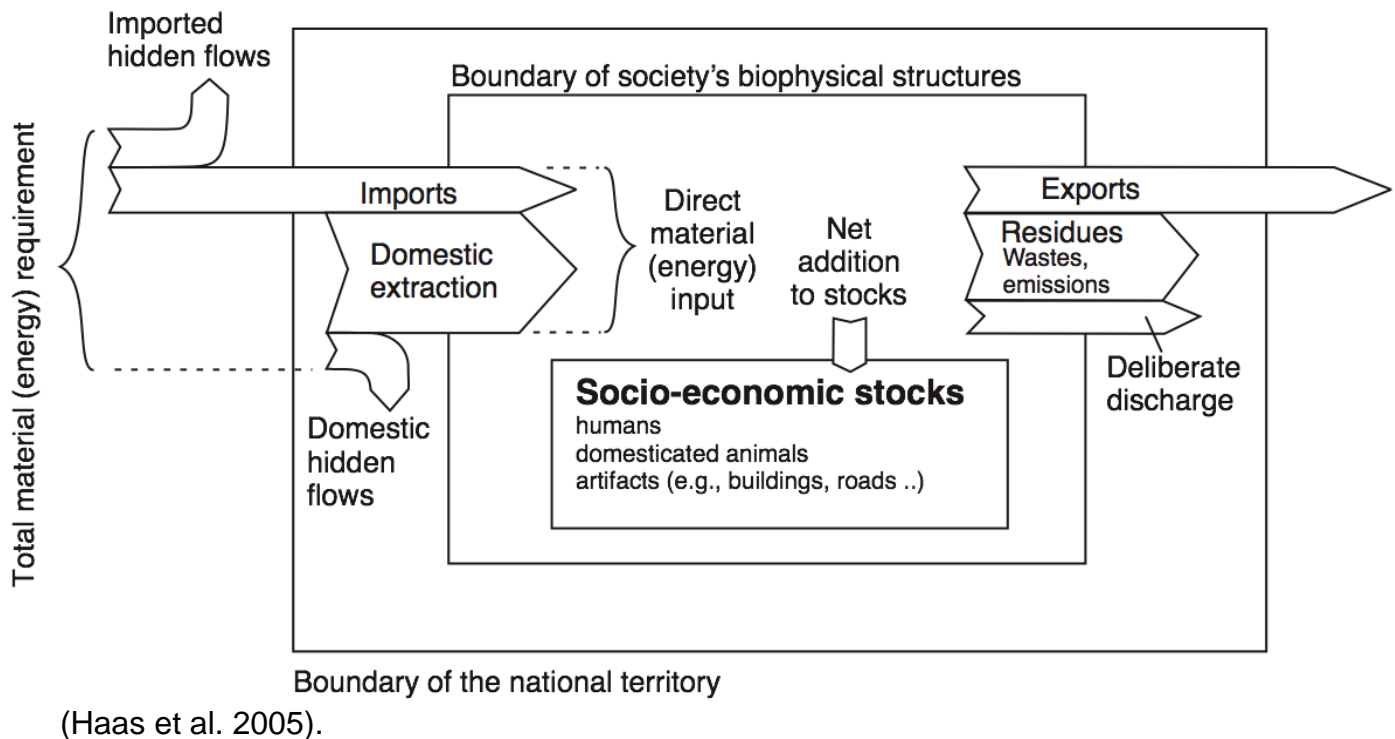 Imported
hidden flows
Boundary of society's biophysical structures
Total material (energy) requirement
Imports
Domestic
extraction
Direct
material
(energy)
input
Net
addition
to stocks
Exports
Residues
Wastes,
emissions
Deliberate
discharge
Socio-economic stocks
humans
domesticated animals
artifacts (e.g., buildings, roads ..)
Domestic
hidden
flows
Boundary of the national territory
(Haas et al. 2005).